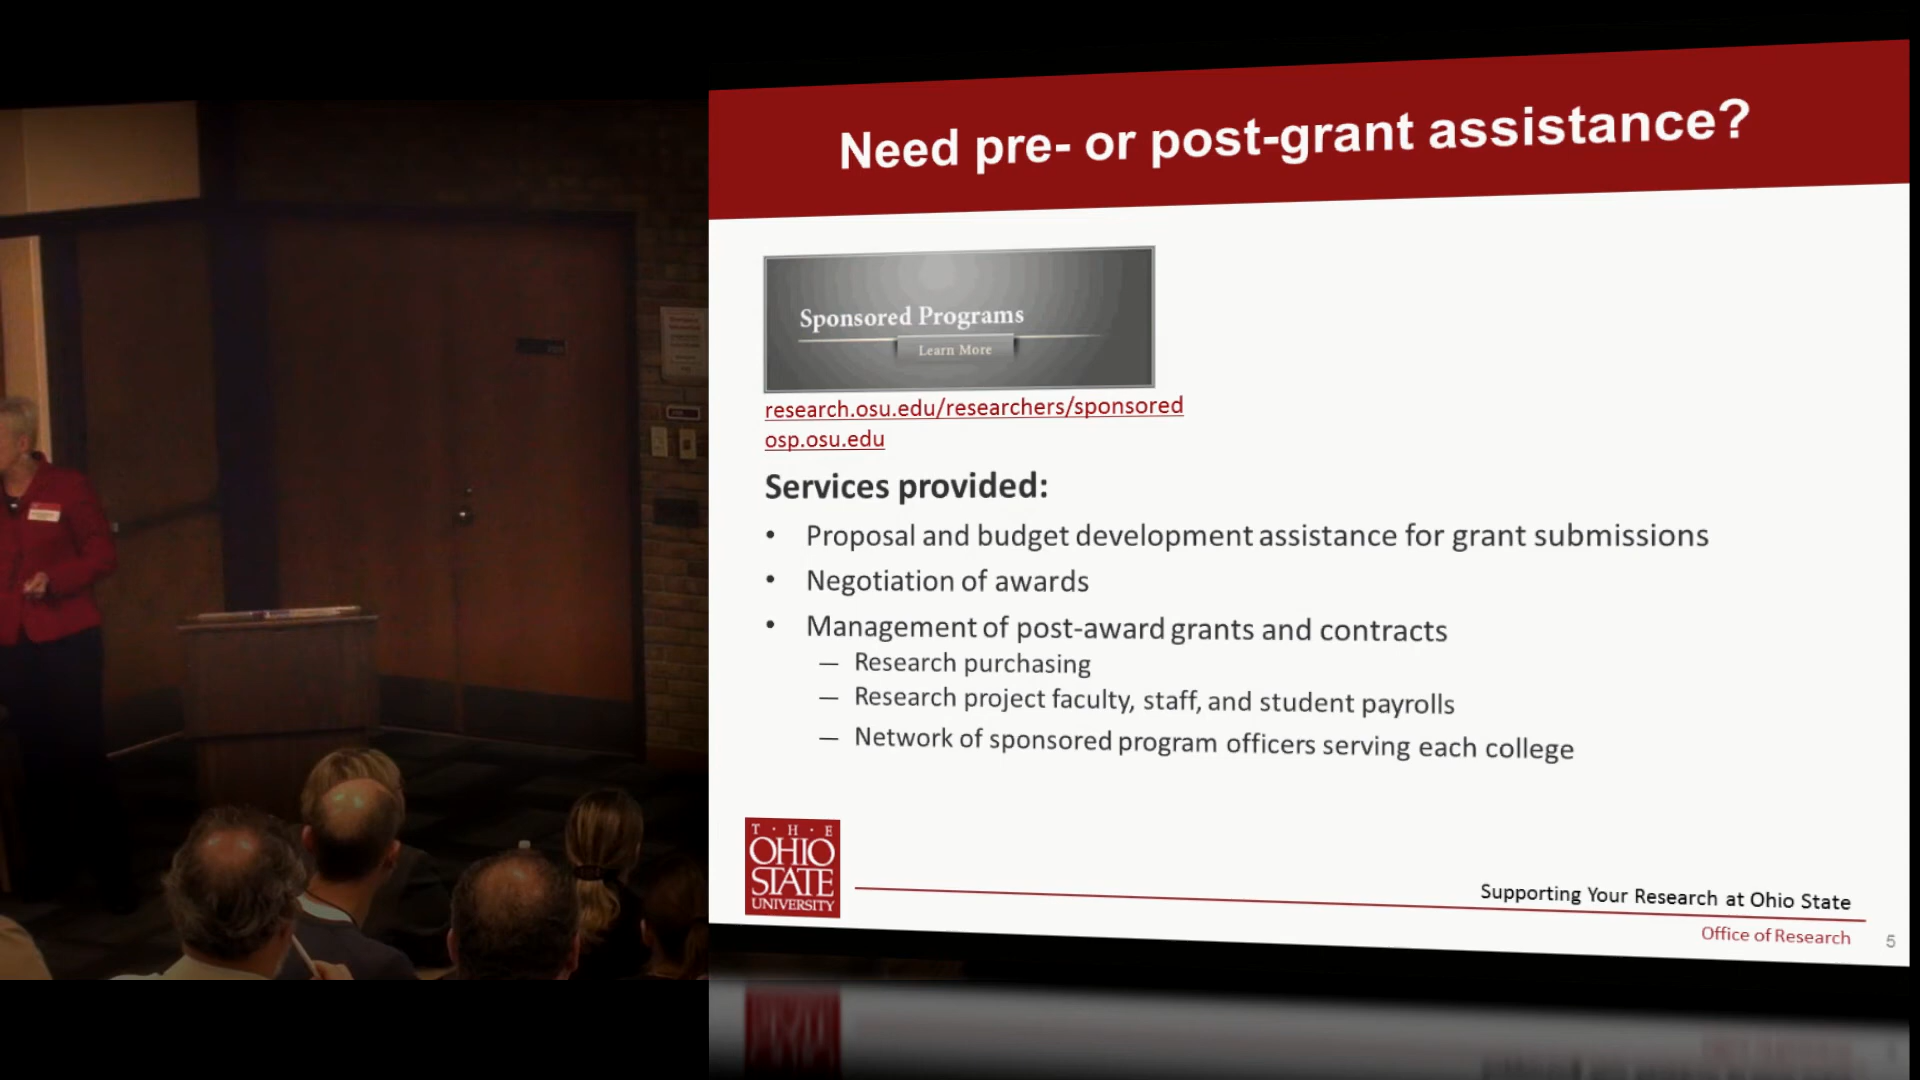 Need pre- or post-grant assistance?
Sponsored Programs
Learn More
research.osu.edu/researchers/sponsored
osp.osu.edu
Services provided:
• Proposal and budget development assistance for grant submissions
• Negotiation of awards
• Management of post-award grants and contracts
— Research purchasing
— Research project faculty, staff, and student payrolls
— Network of sponsored program officers serving each college
T · H · E
OHIO
STATE
UNIVERSITY
Supporting Your Research at Ohio State
Office of Research
5